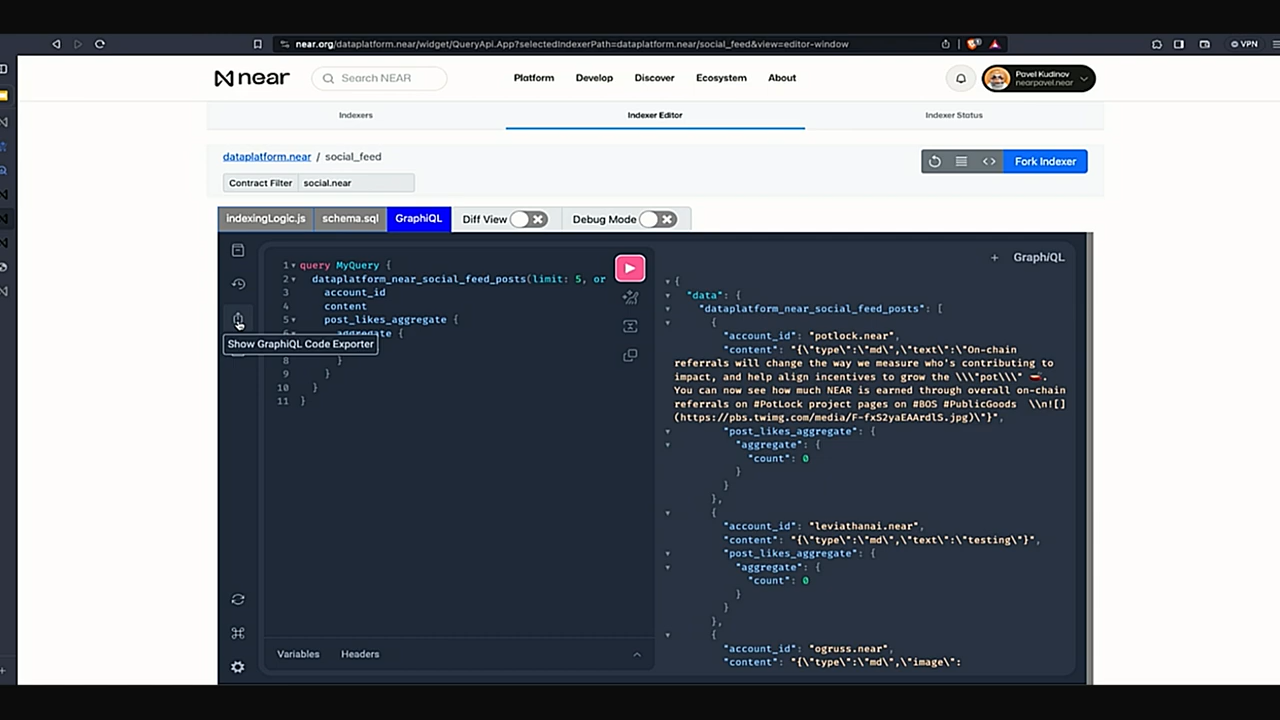 near.org/dataplatform.near/widget/QueryApi.App?selectedIndexerPath=dataplatform.near/social_feed&view=editor-window
VPN
near
Search NEAR
Platform
Develop
Discover
Ecosystem
About
Pavel Kudinov
nearpavel.near
Indexers
Indexer Editor
Indexer Status
dataplatform.near / social_feed
Fork Indexer
Contract Filter social.near
indexingLogic.js
schema.sql
GraphiQL
Diff View
Debug Mode
1 query MyQuery {
2 dataplatform_near_social_feed_posts(limit: 5, or
3 account_id
4 content
5 post_likes_aggregate {
aggregate {
Show GraphiQL Code Exporter
8 }
9 }
10 }
11 }
Variables
Headers
+ GraphiQL
{
"data": {
"dataplatform_near_social_feed_posts": [
{
"account_id": "potlock.near",
"content": "{\"type\":\"md\",\"text\":\"On-chain
referrals will change the way we measure who's contributing to
impact, and help align incentives to grow the \\\"pot\\\" 🍲.
You can now see how much NEAR is earned through overall on-chain
referrals on #PotLock project pages on #BOS #PublicGoods \\n![]
(https://pbs.twimg.com/media/F-fxS2yaEAArdlS.jpg)\"}",
"post_likes_aggregate": {
"aggregate": {
"count": 0
}
}
},
{
"account_id": "leviathanai.near",
"content": "{\"type\":\"md\",\"text\":\"testing\"}",
"post_likes_aggregate": {
"aggregate": {
"count": 0
}
}
},
{
"account_id": "ogruss.near",
"content": "{\"type\":\"md\",\"image\":